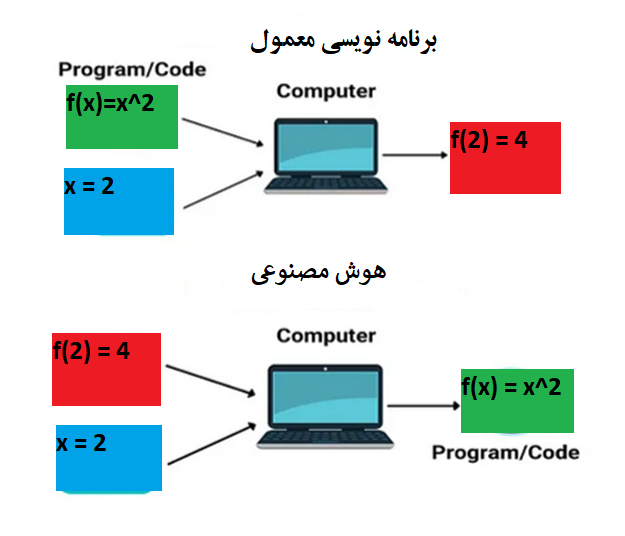 برنامه نویسی معمول
Program/Code
f(x)=x^2
Computer
x = 2
f(2) = 4
هوش مصنوعی
f(2) = 4
Computer
x = 2
f(x) = x^2
Program/Code